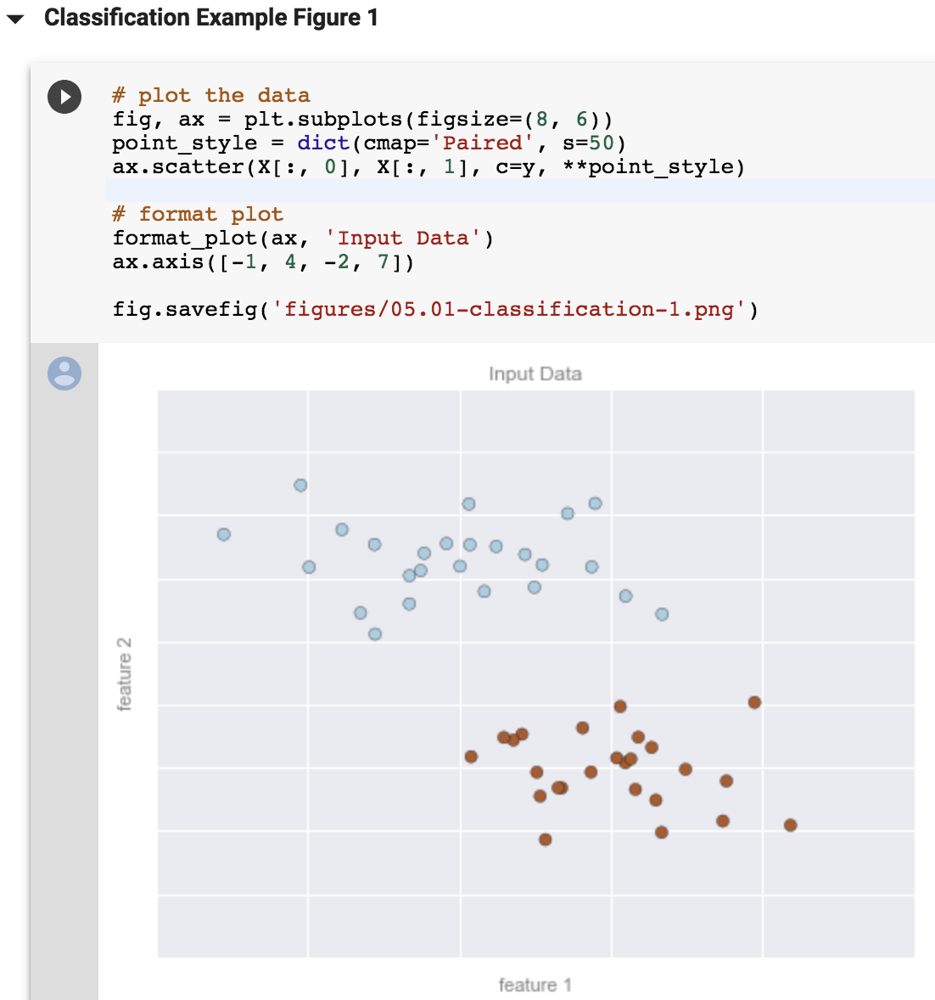 Classification Example Figure 1
# plot the data
fig, ax = plt.subplots(figsize=(8, 6))
point_style = dict(cmap='Paired', s=50)
ax.scatter(X[:, 0], X[:, 1], c=y, **point_style)
# format plot
format_plot(ax, 'Input Data')
ax.axis([-1, 4, -2, 7])
fig.savefig('figures/05.01-classification-1.png')
Input Data
feature 2
feature 1